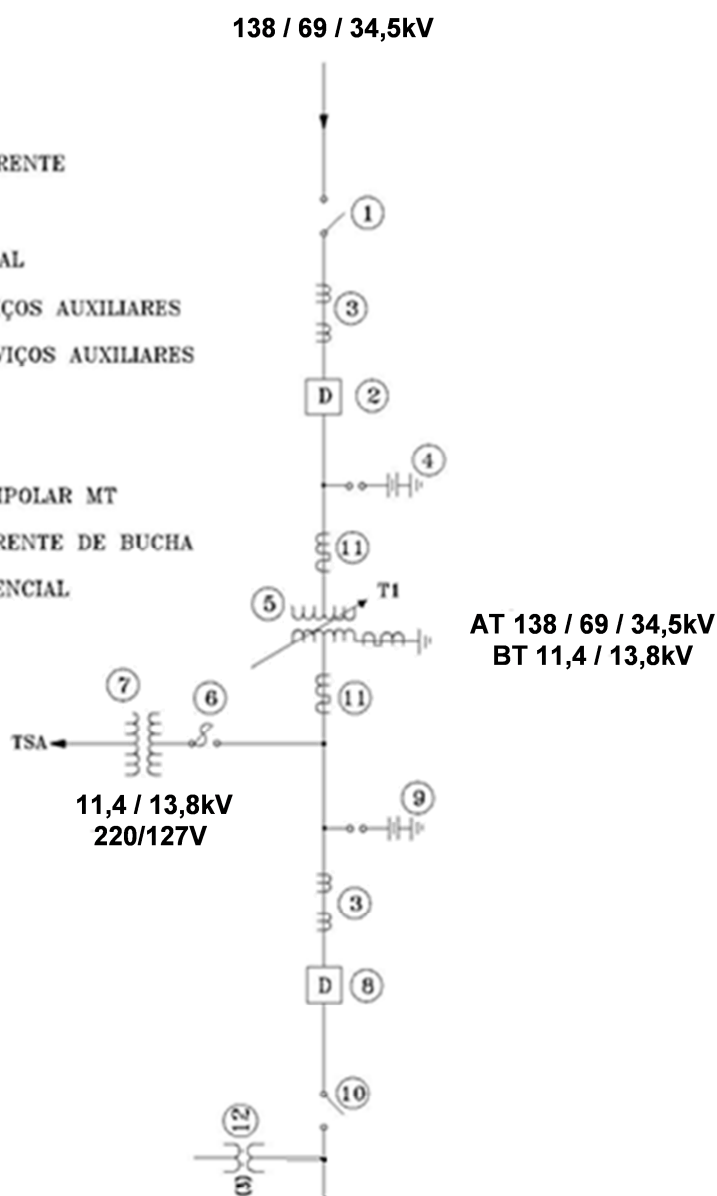 138 / 69 / 34,5kV
RENTE
1
AL
ÇOS AUXILIARES
3
VIÇOS AUXILIARES
D 2
4
IPOLAR MT
RENTE DE BUCHA
11
ENCIAL
5
T1
AT 138 / 69 / 34,5kV
BT 11,4 / 13,8kV
7
6
11
TSA
11,4 / 13,8kV
220/127V
9
3
D 8
10
12
(3)